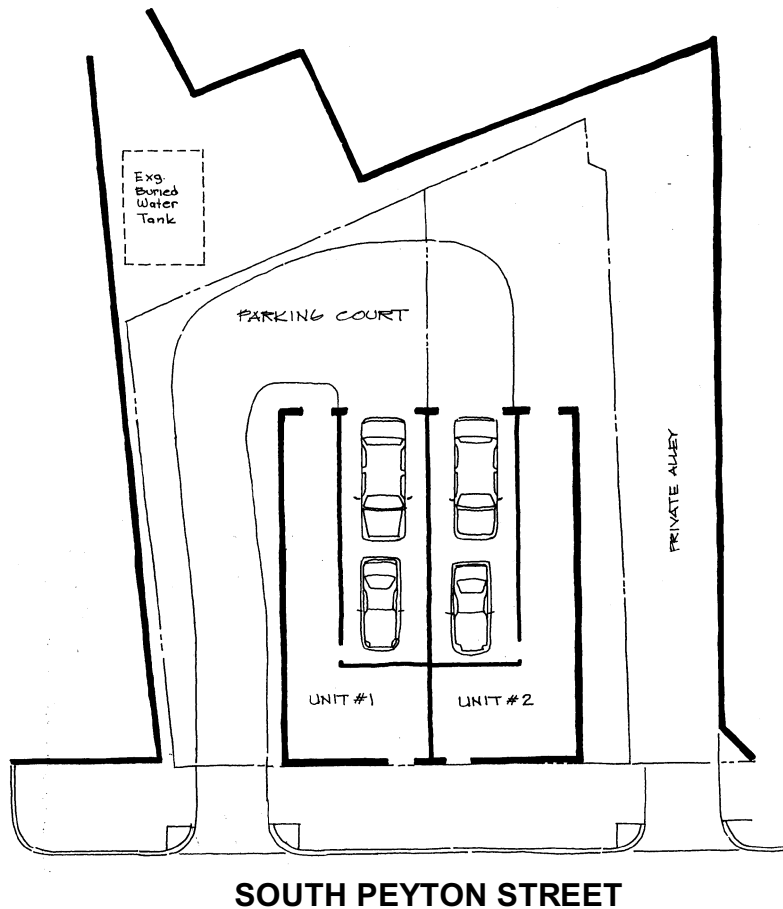 Exg.
Buried
Water
Tank
PARKING COURT
PRIVATE ALLEY
UNIT #1
UNIT #2
SOUTH PEYTON STREET